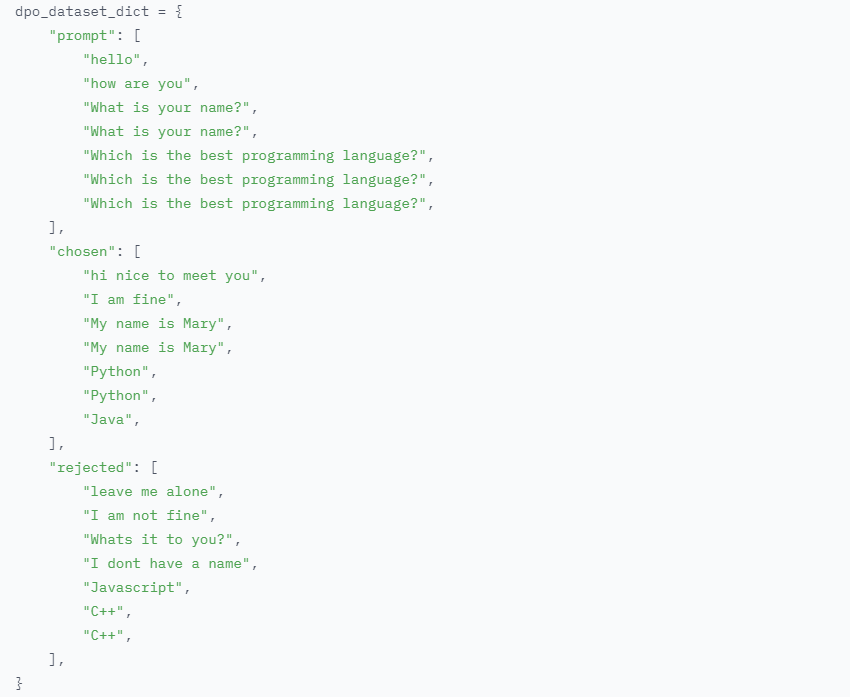 dpo_dataset_dict = {
    "prompt": [
        "hello",
        "how are you",
        "What is your name?",
        "What is your name?",
        "Which is the best programming language?",
        "Which is the best programming language?",
        "Which is the best programming language?",
    ],
    "chosen": [
        "hi nice to meet you",
        "I am fine",
        "My name is Mary",
        "My name is Mary",
        "Python",
        "Python",
        "Java",
    ],
    "rejected": [
        "leave me alone",
        "I am not fine",
        "Whats it to you?",
        "I dont have a name",
        "Javascript",
        "C++",
        "C++",
    ],
}